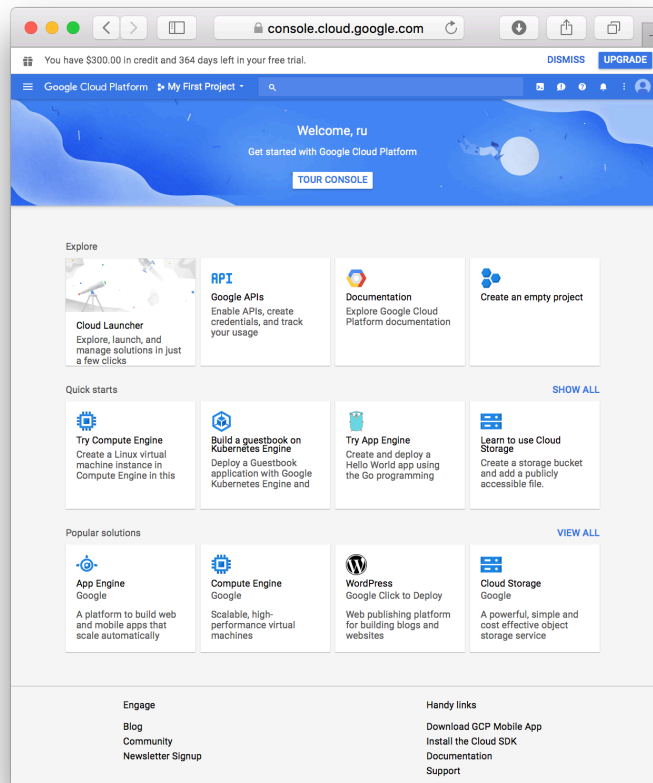 console.cloud.google.com
You have $300.00 in credit and 364 days left in your free trial.
DISMISS
UPGRADE
Google Cloud Platform
My First Project
Welcome, ru
Get started with Google Cloud Platform
TOUR CONSOLE
Explore
Cloud Launcher
Explore, launch, and
manage solutions in just
a few clicks
API
Google APIs
Enable APIs, create
credentials, and track
your usage
Documentation
Explore Google Cloud
Platform documentation
Create an empty project
Quick starts
SHOW ALL
Try Compute Engine
Create a Linux virtual
machine instance in
Compute Engine in this
Build a guestbook on
Kubernetes Engine
Deploy a Guestbook
application with Google
Kubernetes Engine and
Try App Engine
Create and deploy a
Hello World app using
the Go programming
Learn to use Cloud
Storage
Create a storage bucket
and add a publicly
accessible file.
Popular solutions
VIEW ALL
App Engine
Google
A platform to build web
and mobile apps that
scale automatically
Compute Engine
Google
Scalable, high-
performance virtual
machines
WordPress
Google Click to Deploy
Web publishing platform
for building blogs and
websites
Cloud Storage
Google
A powerful, simple and
cost effective object
storage service
Engage
Blog
Community
Newsletter Signup
Handy links
Download GCP Mobile App
Install the Cloud SDK
Documentation
Support